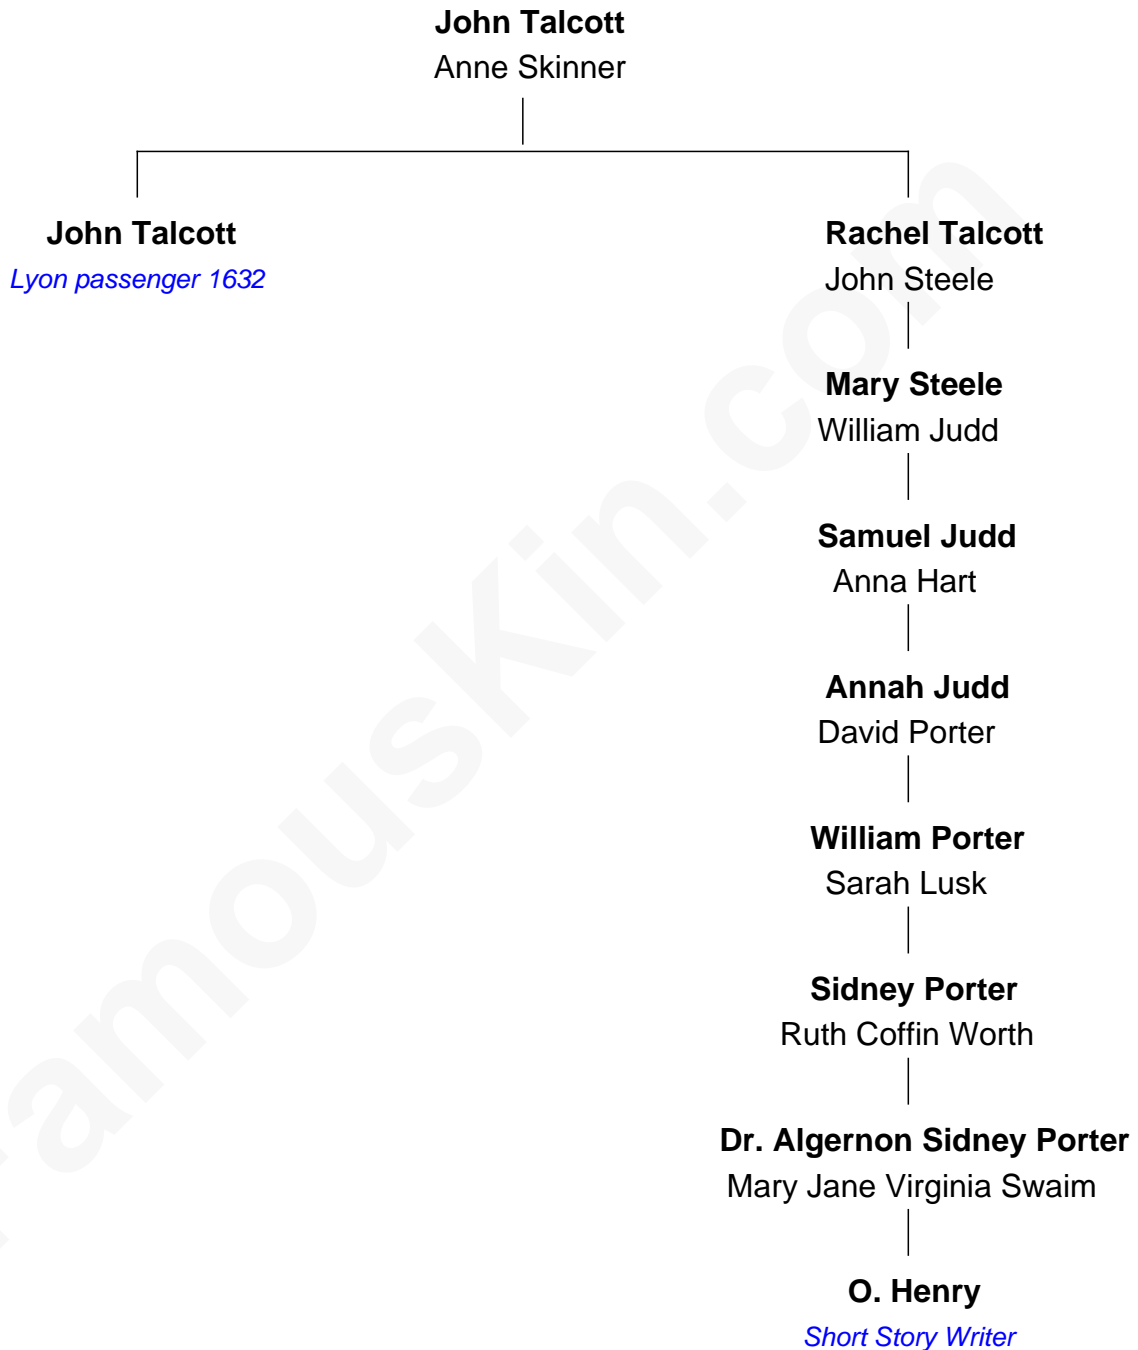 John Talcott
Anne Skinner
John Talcott
Lyon passenger 1632
Rachel Talcott
John Steele
Mary Steele
William Judd
Samuel Judd
Anna Hart
Annah Judd
David Porter
William Porter
Sarah Lusk
Sidney Porter
Ruth Coffin Worth
Dr. Algernon Sidney Porter
Mary Jane Virginia Swaim
O. Henry
Short Story Writer
FamousKin.com